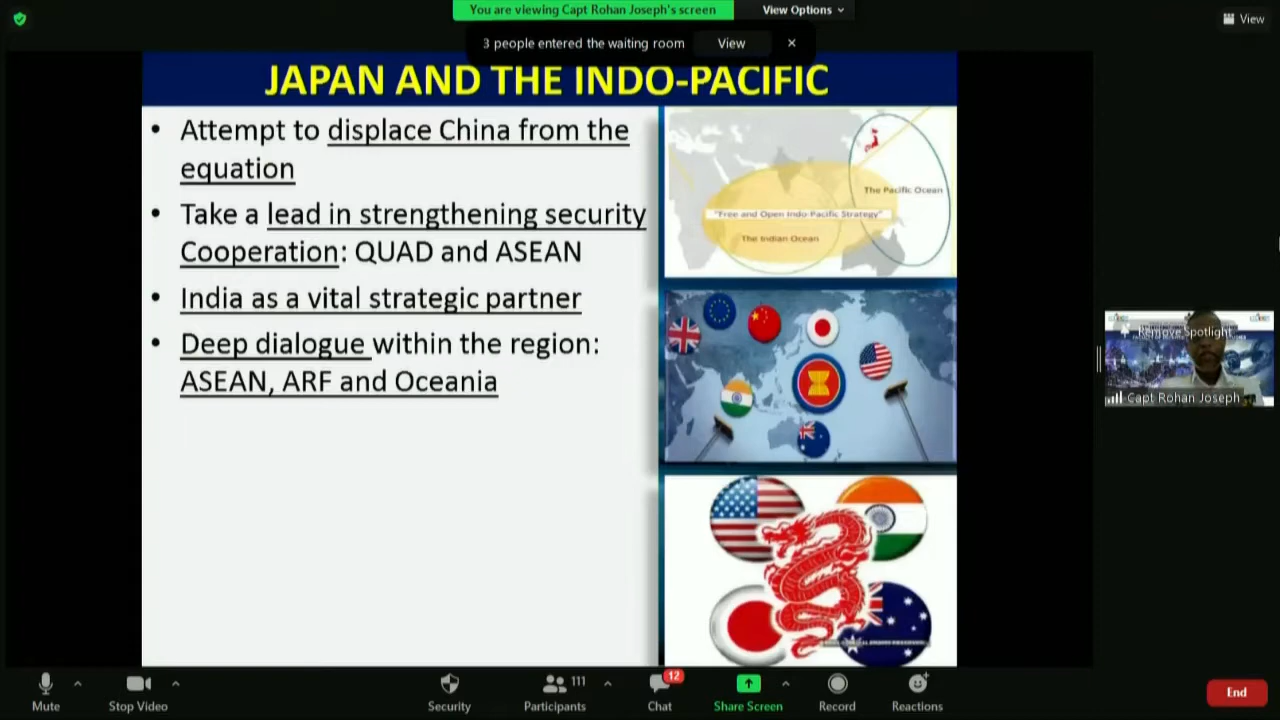 You are viewing Capt Rohan Joseph's screen
View Options
View
3 people entered the waiting room
View
JAPAN AND THE INDO-PACIFIC
• Attempt to displace China from the
equation
• Take a lead in strengthening security
Cooperation: QUAD and ASEAN
• India as a vital strategic partner
• Deep dialogue within the region:
ASEAN, ARF and Oceania
The Pacific Ocean
"Free and Open Indo-Pacific Strategy"
The Indian Ocean
Remove Spotlight
Capt Rohan Joseph
Mute
Stop Video
Security
111
Participants
12
Chat
Share Screen
Record
Reactions
End